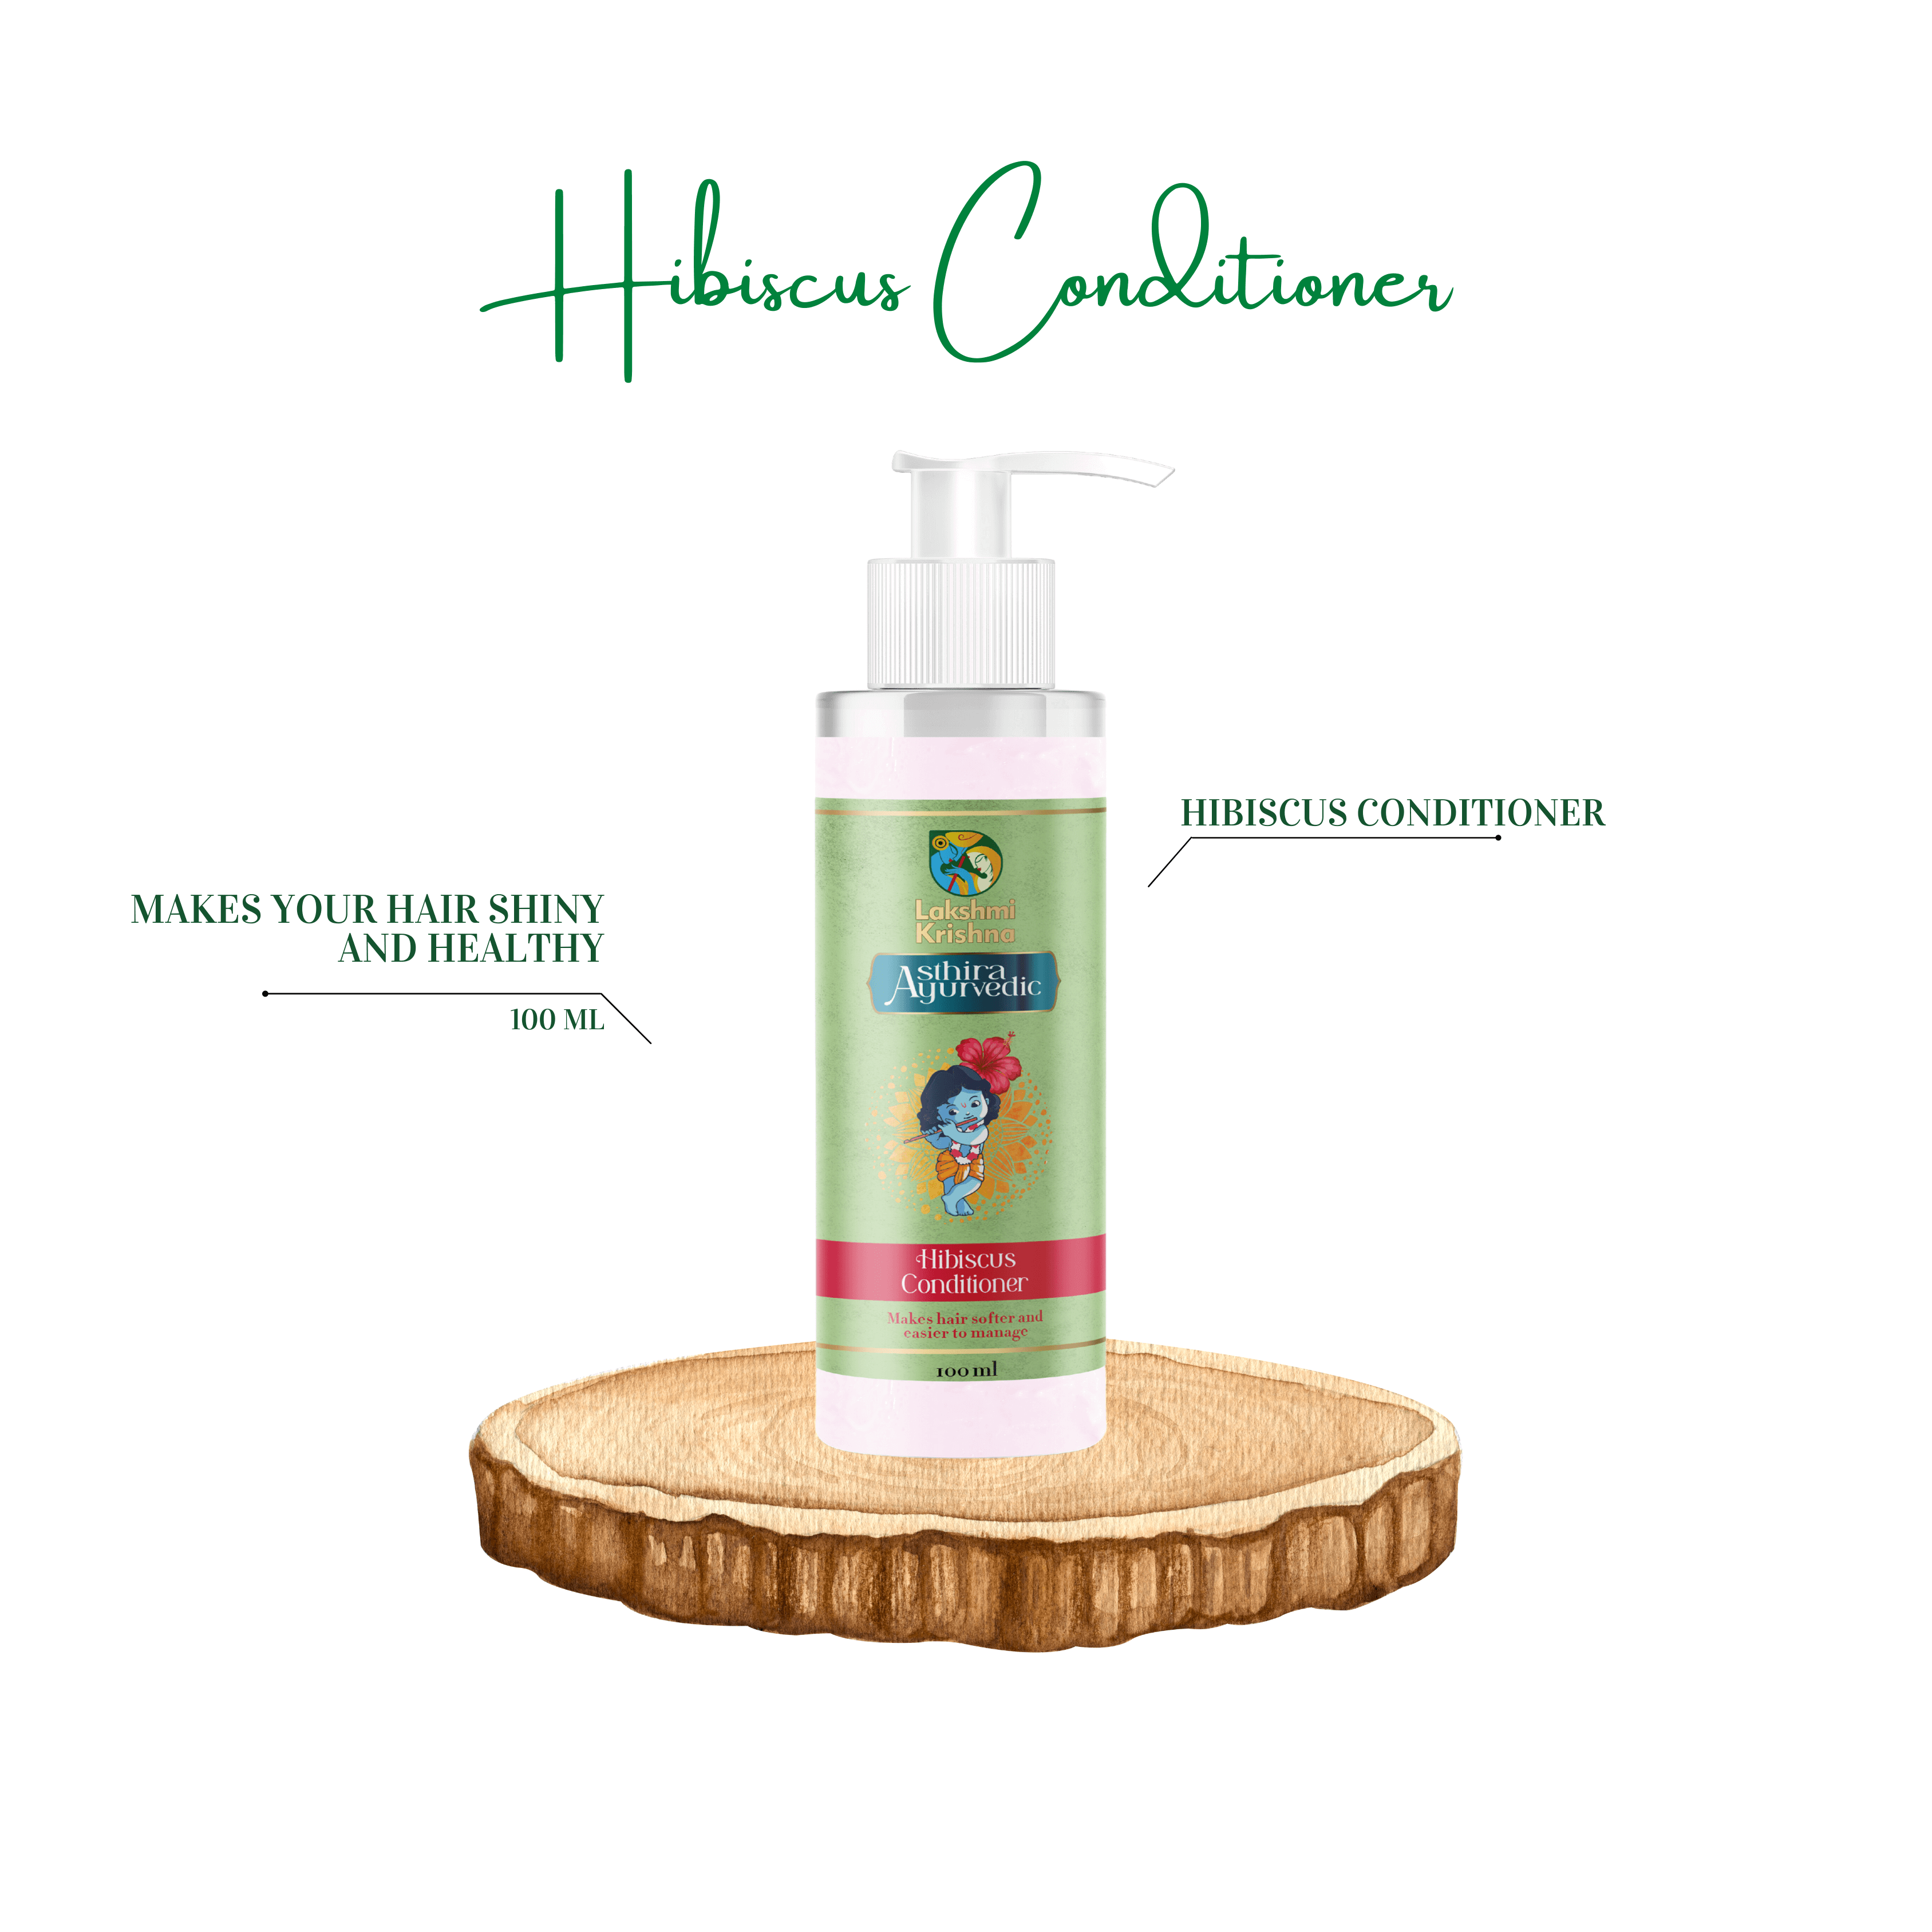 Hibiscus Conditioner
HIBISCUS CONDITIONER
MAKES YOUR HAIR SHINY
AND HEALTHY
100 ML
Lakshmi
Krishna
Asthira
Ayurvedic
Hibiscus
Conditioner
Makes hair softer and
easier to manage
100 ml